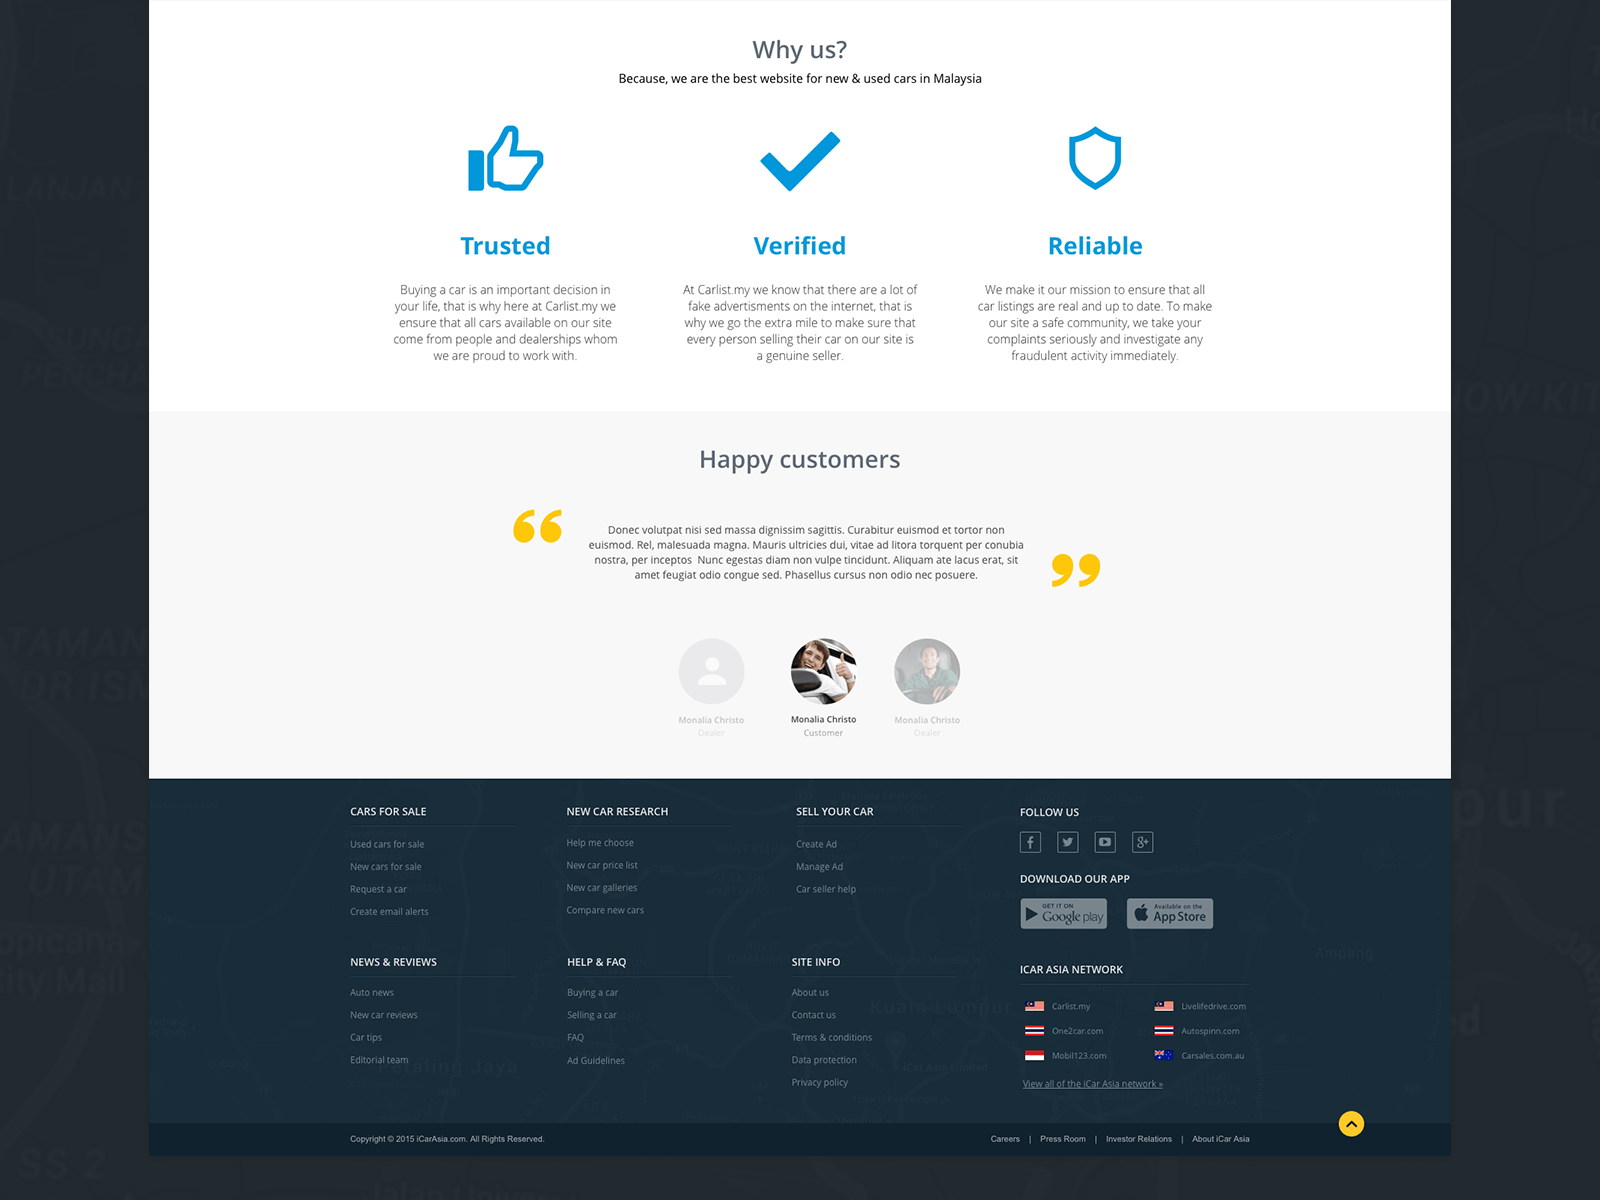 Why us?
Because, we are the best website for new & used cars in Malaysia
Trusted
Buying a car is an important decision in
your life, that is why here at Carlist.my we
ensure that all cars available on our site
come from people and dealerships whom
we are proud to work with.
Verified
At Carlist.my we know that there are a lot of
fake advertisments on the internet, that is
why we go the extra mile to make sure that
every person selling their car on our site is
a genuine seller.
Reliable
We make it our mission to ensure that all
car listings are real and up to date. To make
our site a safe community, we take your
complaints seriously and investigate any
fraudulent activity immediately.
Happy customers
“
Donec volutpat nisi sed massa dignissim sagittis. Curabitur euismod et tortor non
euismod. Rel, malesuada magna. Mauris ultricies dui, vitae ad litora torquent per conubia
nostra, per inceptos  Nunc egestas diam non vulpe tincidunt. Aliquam ate lacus erat, sit
amet feugiat odio congue sed. Phasellus cursus non odio nec posuere.
”
Monalia Christo
Dealer
Monalia Christo
Customer
Monalia Christo
Dealer
CARS FOR SALE
Used cars for sale
New cars for sale
Request a car
Create email alerts
NEW CAR RESEARCH
Help me choose
New car price list
New car galleries
Compare new cars
SELL YOUR CAR
Create Ad
Manage Ad
Car seller help
FOLLOW US
DOWNLOAD OUR APP
GET IT ON
Google play
Available on the
App Store
NEWS & REVIEWS
Auto news
New car reviews
Car tips
Editorial team
HELP & FAQ
Buying a car
Selling a car
FAQ
Ad Guidelines
SITE INFO
About us
Contact us
Terms & conditions
Data protection
Privacy policy
ICAR ASIA NETWORK
Carlist.my
Livelifedrive.com
One2car.com
Autospinn.com
Mobil123.com
Carsales.com.au
View all of the iCar Asia network »
Copyright © 2015 iCarAsia.com. All Rights Reserved.
Careers | Press Room | Investor Relations | About iCar Asia
Petaling Jaya
Kuala Lumpur
Ampang
iCar Asia Limited
LANJAN
TAMAN
UTAM
City Mall
SS 2